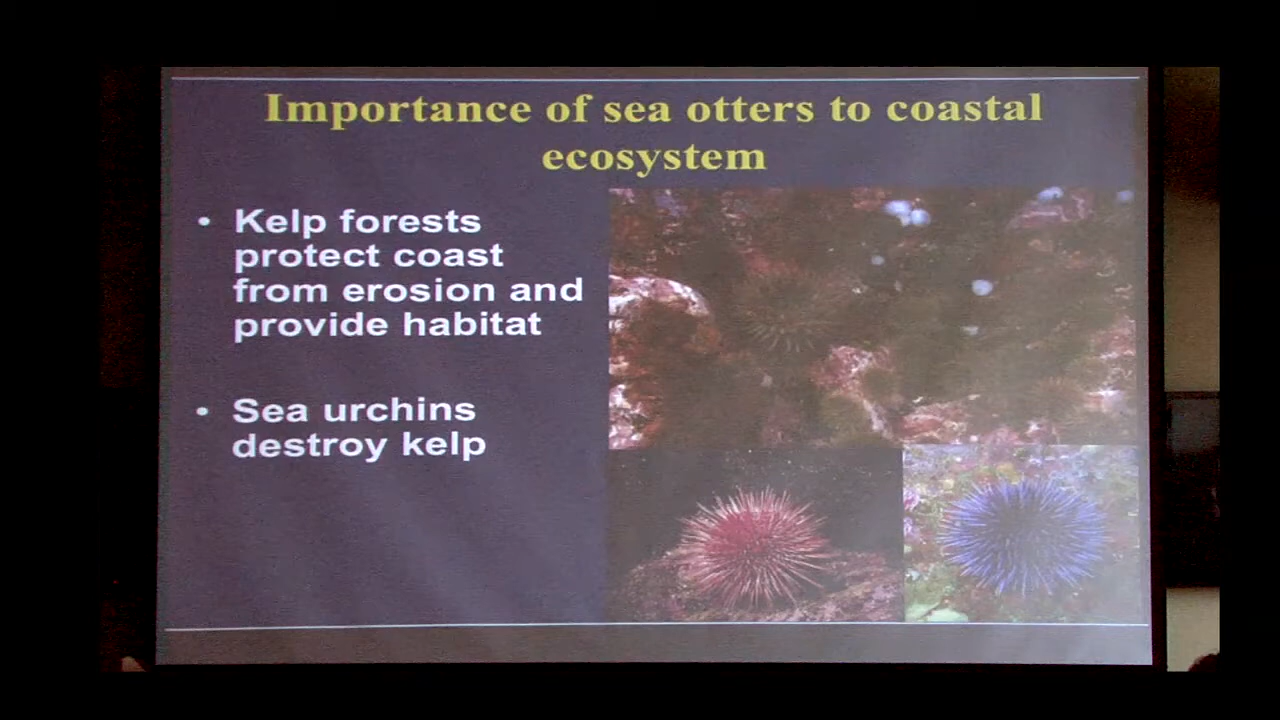 Importance of sea otters to coastal
ecosystem
• Kelp forests
protect coast
from erosion and
provide habitat
• Sea urchins
destroy kelp